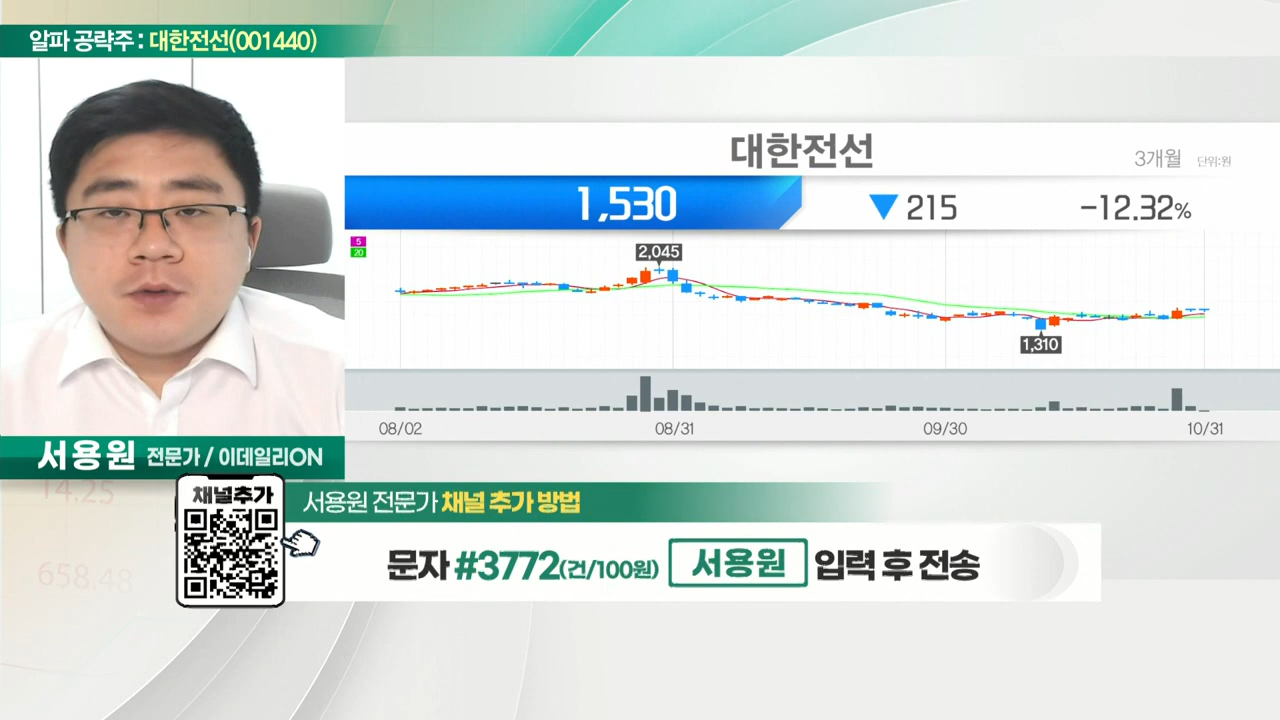 알파 공략주 : 대한전선(001440)
대한전선
3개월 단위:원
1,530 ▼ 215 -12.32%
5
20
2,045
1,310
08/02 08/31 09/30 10/31
서용원 전문가 / 이데일리ON
14.25
658.48
채널추가
서용원 전문가 채널 추가 방법
문자 #3772(건/100원) 서용원 입력 후 전송